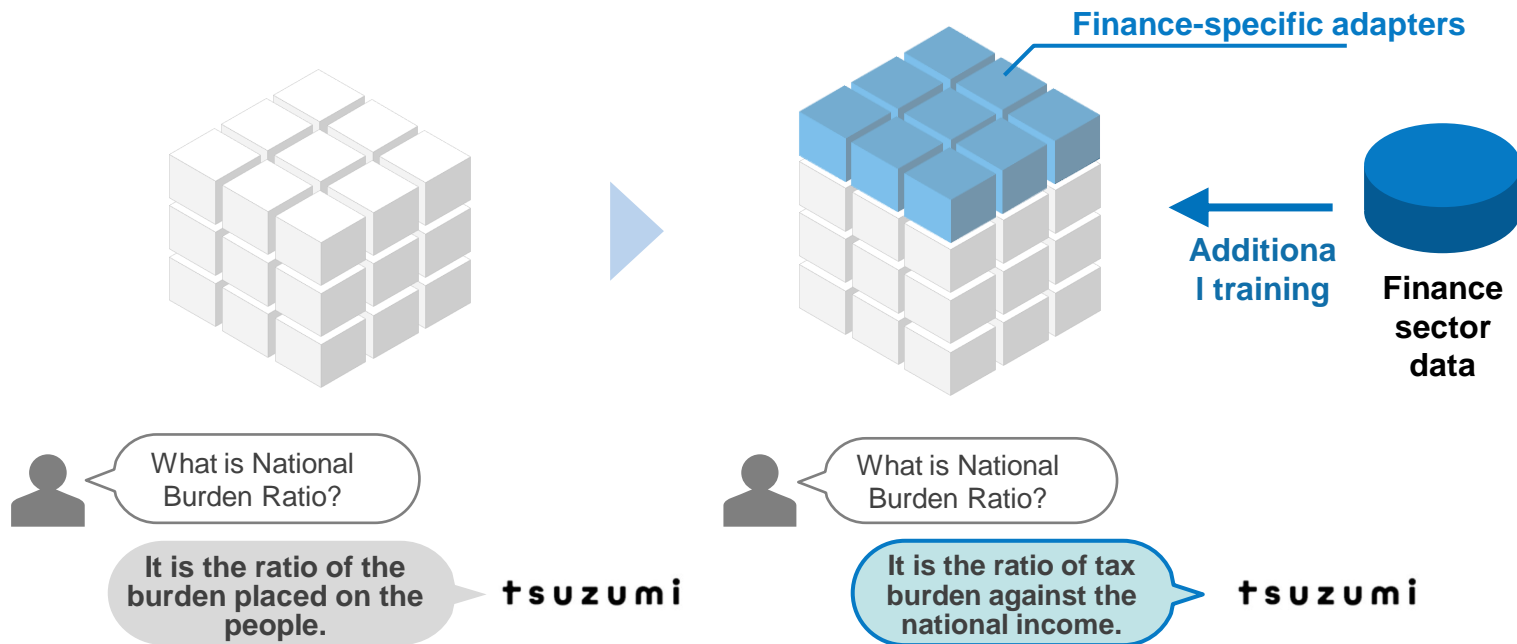 Finance-specific adapters
Additiona
l training
Finance
sector
data
What is National
Burden Ratio?
It is the ratio of the
burden placed on the
people.
tsuzumi
What is National
Burden Ratio?
It is the ratio of tax
burden against the
national income.
tsuzumi